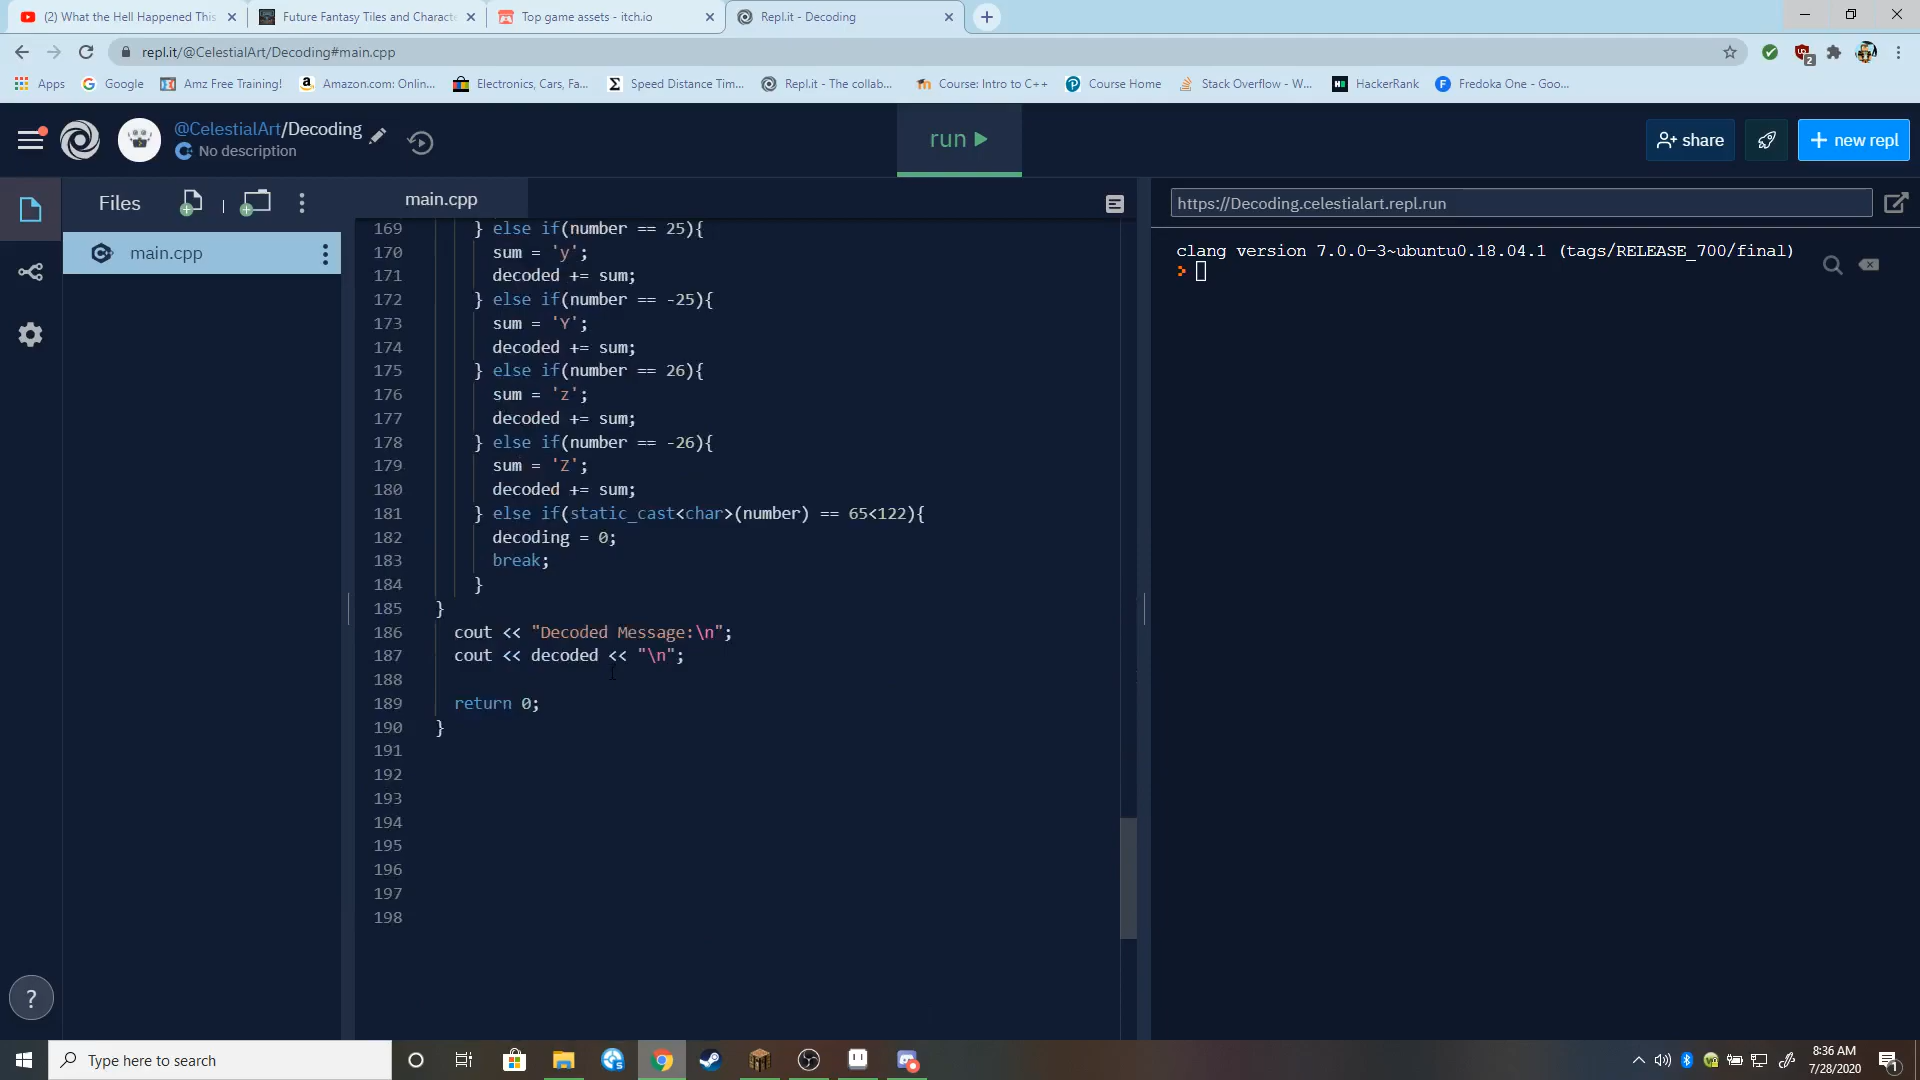 (2) What the Hell Happened This
Future Fantasy Tiles and Characte
Top game assets - itch.io
Repl.it - Decoding
repl.it/@CelestialArt/Decoding#main.cpp
2
Apps
Google
Amz Free Training!
Amazon.com: Onlin...
Electronics, Cars, Fa...
Speed Distance Tim...
Repl.it - The collab...
Course: Intro to C++
Course Home
Stack Overflow - W...
HackerRank
Fredoka One - Goo...
@CelestialArt/Decoding
No description
run
share
+ new repl
Files
main.cpp
main.cpp
https://Decoding.celestialart.repl.run
clang version 7.0.0-3~ubuntu0.18.04.1 (tags/RELEASE_700/final)
169 } else if(number == 25){
170 sum = 'y';
171 decoded += sum;
172 } else if(number == -25){
173 sum = 'Y';
174 decoded += sum;
175 } else if(number == 26){
176 sum = 'z';
177 decoded += sum;
178 } else if(number == -26){
179 sum = 'Z';
180 decoded += sum;
181 } else if(static_cast<char>(number) == 65<122){
182 decoding = 0;
183 break;
184 }
185 }
186 cout << "Decoded Message:\n";
187 cout << decoded << "\n";
188
189 return 0;
190 }
191
192
193
194
195
196
197
198
?
Type here to search
8:36 AM
7/28/2020
1